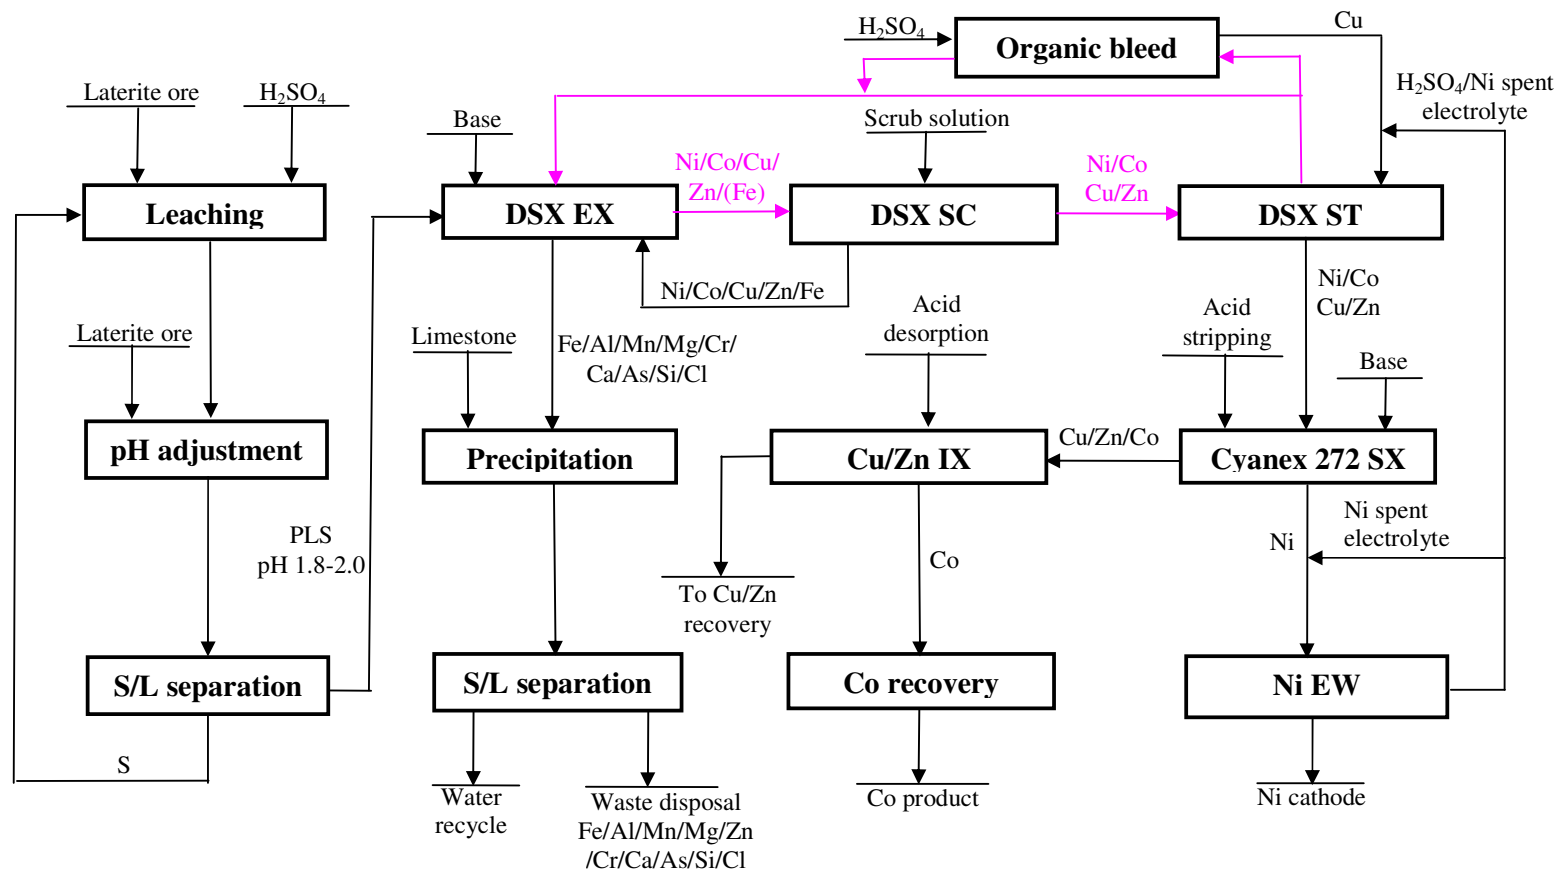 H₂SO₄
Organic bleed
Cu
Laterite ore
H₂SO₄
Base
Scrub solution
H₂SO₄/Ni spent
electrolyte
Ni/Co/Cu/
Zn/(Fe)
Ni/Co
Cu/Zn
Leaching
DSX EX
DSX SC
DSX ST
Ni/Co/Cu/Zn/Fe
Ni/Co
Cu/Zn
Laterite ore
Limestone
Fe/Al/Mn/Mg/Cr/
Ca/As/Si/Cl
Acid
desorption
Acid
stripping
Base
pH adjustment
Precipitation
Cu/Zn IX
Cu/Zn/Co
Cyanex 272 SX
PLS
pH 1.8-2.0
Co
Ni
Ni spent
electrolyte
To Cu/Zn
recovery
S/L separation
S/L separation
Co recovery
Ni EW
S
Water
recycle
Waste disposal
Fe/Al/Mn/Mg/Zn
/Cr/Ca/As/Si/Cl
Co product
Ni cathode